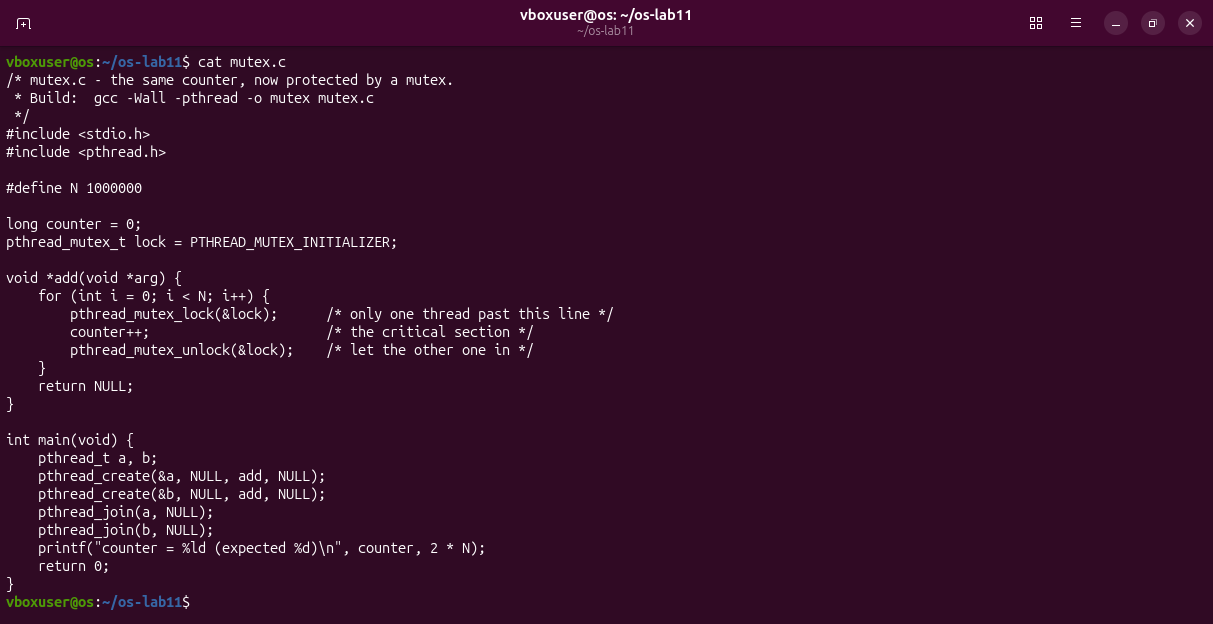 vboxuser@os: ~/os-lab11
~/os-lab11
vboxuser@os:~/os-lab11$ cat mutex.c
/* mutex.c - the same counter, now protected by a mutex.
 * Build:  gcc -Wall -pthread -o mutex mutex.c
 */
#include <stdio.h>
#include <pthread.h>

#define N 1000000

long counter = 0;
pthread_mutex_t lock = PTHREAD_MUTEX_INITIALIZER;

void *add(void *arg) {
    for (int i = 0; i < N; i++) {
        pthread_mutex_lock(&lock);      /* only one thread past this line */
        counter++;                      /* the critical section */
        pthread_mutex_unlock(&lock);    /* let the other one in */
    }
    return NULL;
}

int main(void) {
    pthread_t a, b;
    pthread_create(&a, NULL, add, NULL);
    pthread_create(&b, NULL, add, NULL);
    pthread_join(a, NULL);
    pthread_join(b, NULL);
    printf("counter = %ld (expected %d)\n", counter, 2 * N);
    return 0;
}
vboxuser@os:~/os-lab11$